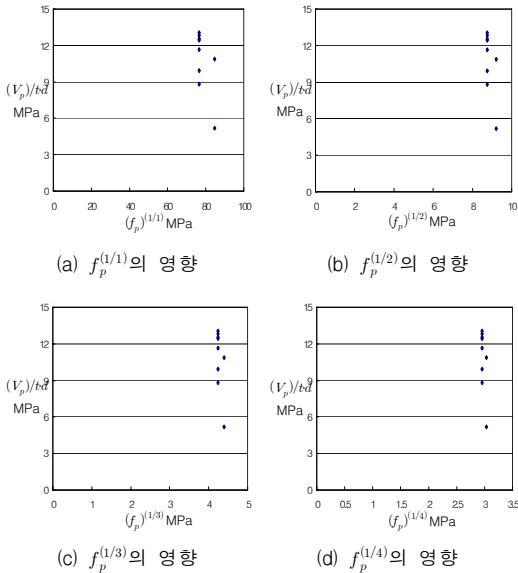 15
12
9
6
3
0
(V_p)/t·d
MPa
0 20 40 60 80 100
(f_p)^(1/1) MPa
(a) f_p^(1/1)의 영향
15
12
9
6
3
0
(V_p)/t·d
MPa
0 2 4 6 8 10
(f_p)^(1/2) MPa
(b) f_p^(1/2)의 영향
15
12
9
6
3
0
(V_p)/t·d
MPa
0 1 2 3 4 5
(f_p)^(1/3) MPa
(c) f_p^(1/3)의 영향
15
12
9
6
3
0
(V_p)/t·d
MPa
0 0.5 1 1.5 2 2.5 3 3.5
(f_p)^(1/4) MPa
(d) f_p^(1/4)의 영향